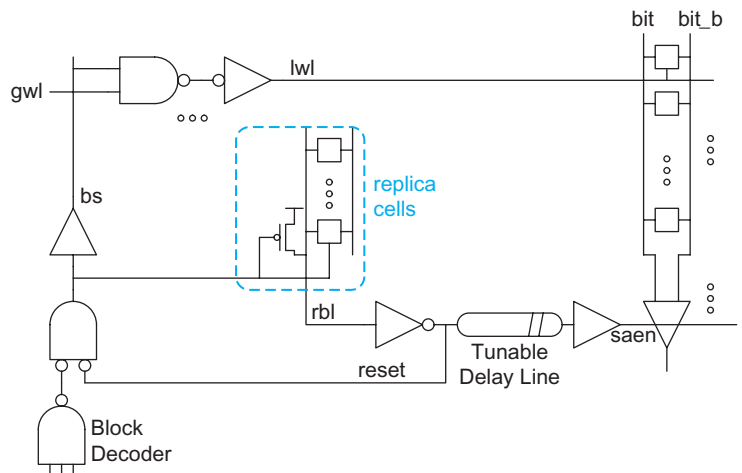 bit
bit_b
gwl
lwl
bs
replica
cells
rbl
reset
Tunable
Delay Line
saen
Block
Decoder